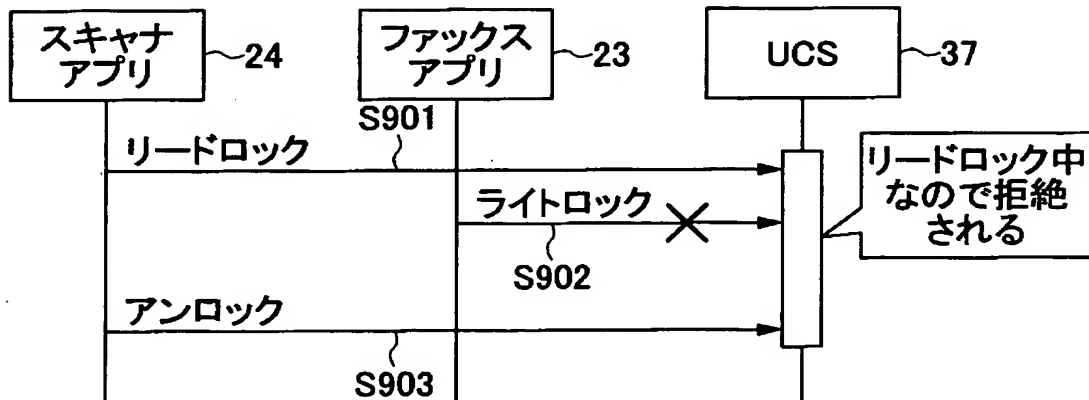 スキャナ
アプリ
24
ファックス
アプリ
23
UCS
37
S901
リードロック
ライトロック
S902
リードロック中
なので拒絶
される
アンロック
S903